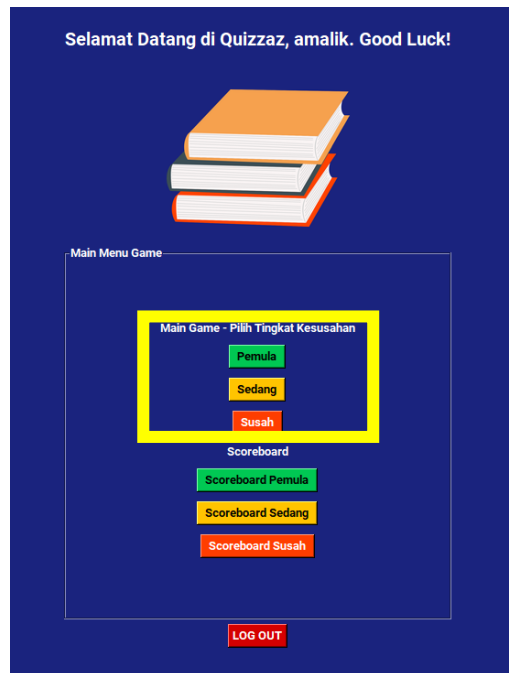 Selamat Datang di Quizzaz, amalik. Good Luck!
Main Menu Game
Main Game - Pilih Tingkat Kesusahan
Pemula
Sedang
Susah
Scoreboard
Scoreboard Pemula
Scoreboard Sedang
Scoreboard Susah
LOG OUT